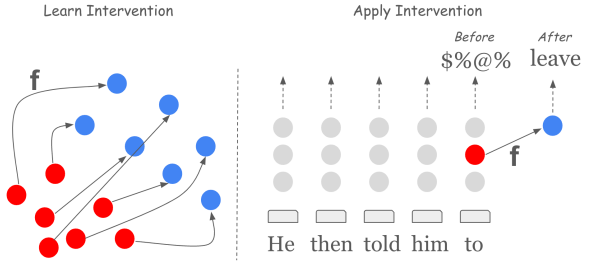 Learn Intervention
Apply Intervention
Before
After
$%@%
leave
f
f
He then told him to